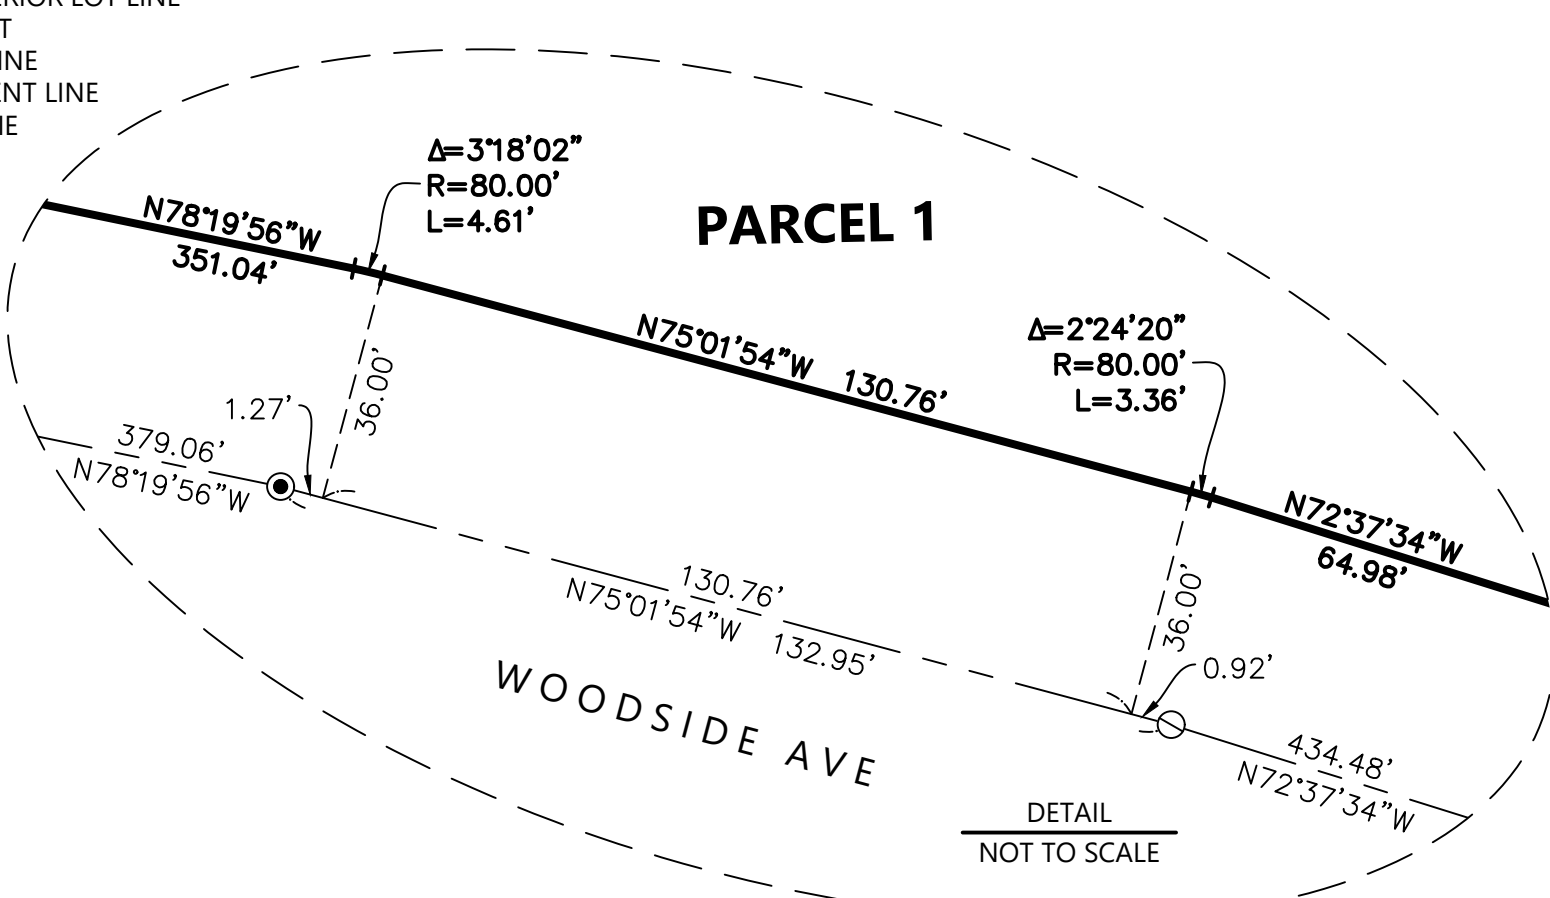 ERIOR LOT LINE
T
INE
ENT LINE
NE
Δ=3°18'02"
R=80.00'
L=4.61'
PARCEL 1
N78°19'56"W
351.04'
N75°01'54"W 130.76'
Δ=2°24'20"
R=80.00'
L=3.36'
36.00'
1.27'
379.06'
N78°19'56"W
N72°37'34"W
64.98'
130.76'
N75°01'54"W 132.95'
36.00'
0.92'
WOODSIDE AVE
434.48'
N72°37'34"W
DETAIL
NOT TO SCALE